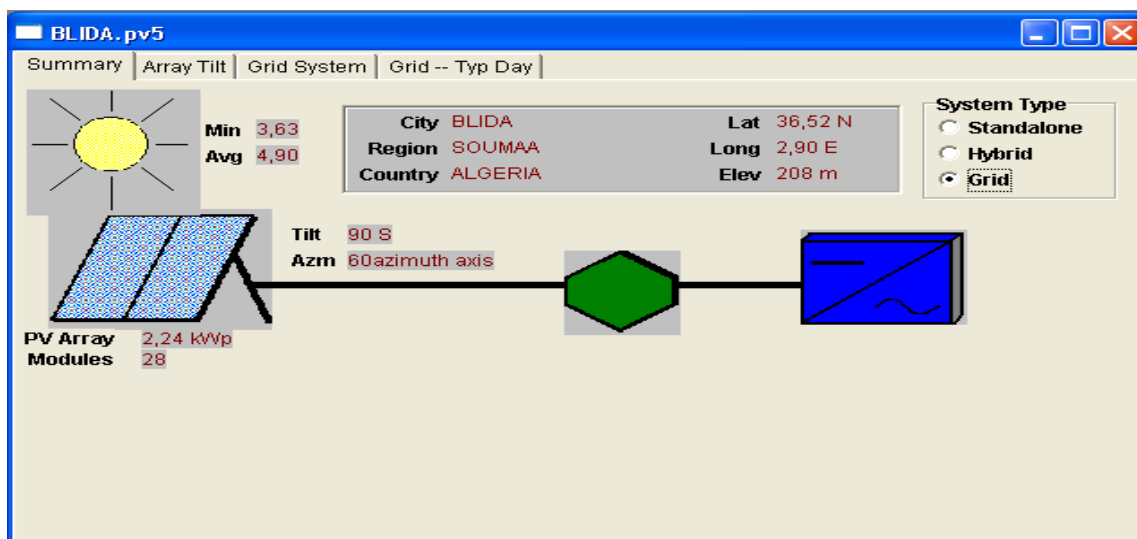 BLIDA.pv5
Summary Array Tilt Grid System Grid -- Typ Day
Min 3,63
Avg 4,90
City BLIDA Lat 36,52 N
Region SOUMAA Long 2,90 E
Country ALGERIA Elev 208 m
System Type
Standalone
Hybrid
Grid
Tilt 90 S
Azm 60azimuth axis
PV Array 2,24 kWp
Modules 28